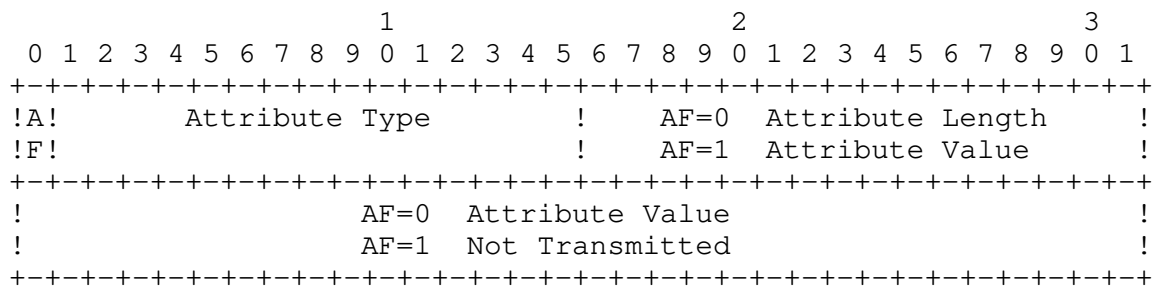 1                   2                   3
 0 1 2 3 4 5 6 7 8 9 0 1 2 3 4 5 6 7 8 9 0 1 2 3 4 5 6 7 8 9 0 1
+-+-+-+-+-+-+-+-+-+-+-+-+-+-+-+-+-+-+-+-+-+-+-+-+-+-+-+-+-+-+-+-+
!A!       Attribute Type        !    AF=0  Attribute Length     !
!F!                             !    AF=1  Attribute Value      !
+-+-+-+-+-+-+-+-+-+-+-+-+-+-+-+-+-+-+-+-+-+-+-+-+-+-+-+-+-+-+-+-+
!                   AF=0  Attribute Value                       !
!                   AF=1  Not Transmitted                       !
+-+-+-+-+-+-+-+-+-+-+-+-+-+-+-+-+-+-+-+-+-+-+-+-+-+-+-+-+-+-+-+-+